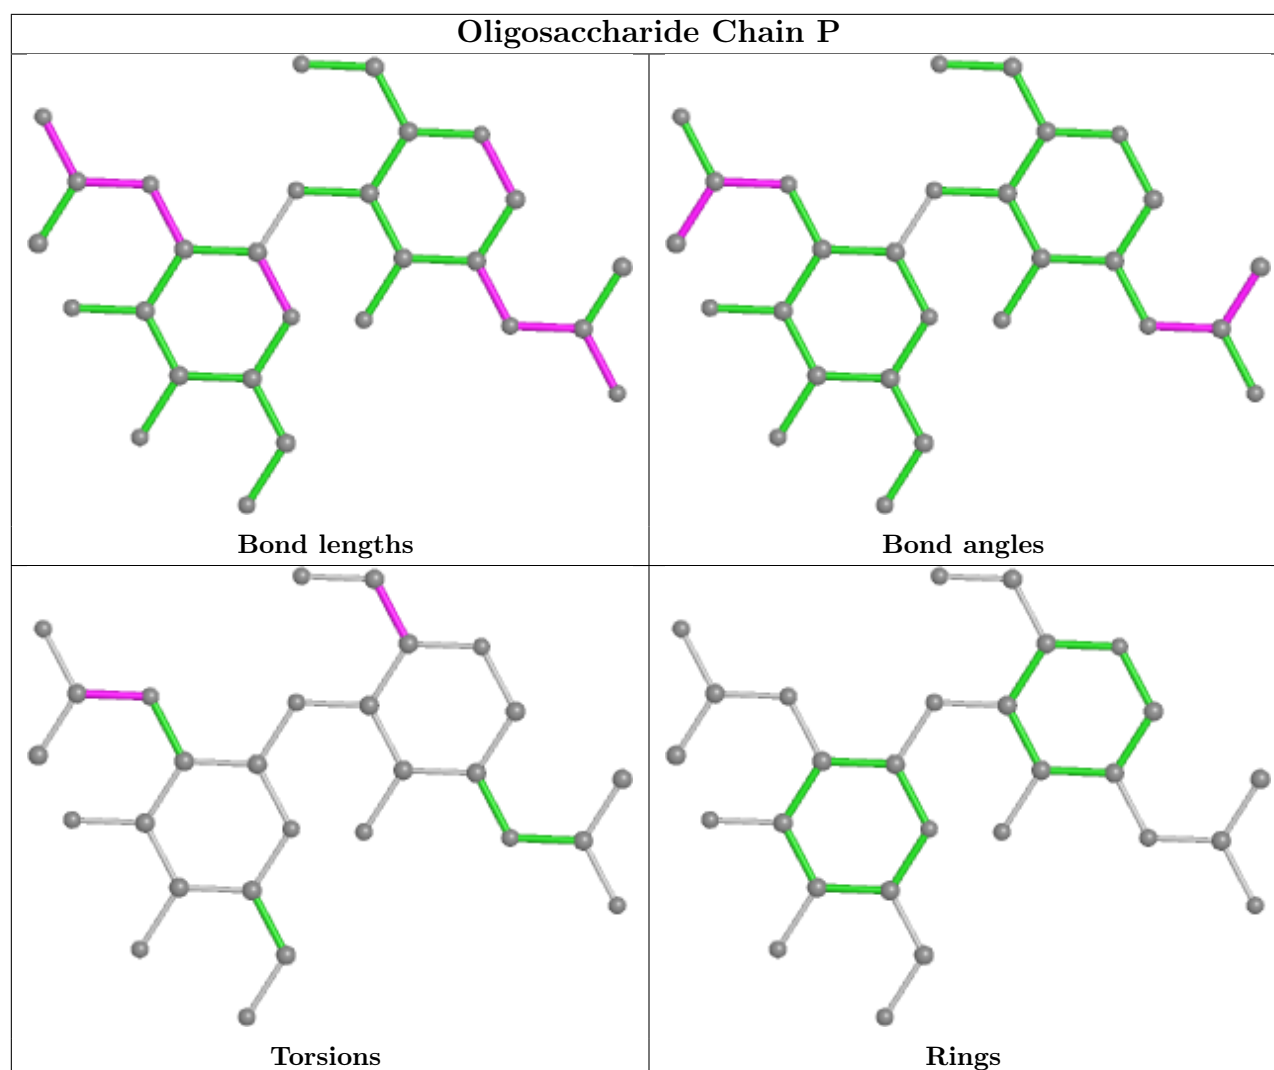 Oligosaccharide Chain P
Bond lengths
Bond angles
Torsions
Rings